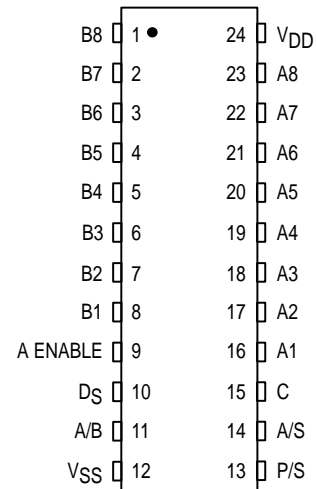 B8 1 24 VDD
B7 2 23 A8
B6 3 22 A7
B5 4 21 A6
B4 5 20 A5
B3 6 19 A4
B2 7 18 A3
B1 8 17 A2
A ENABLE 9 16 A1
DS 10 15 C
A/B 11 14 A/S
VSS 12 13 P/S